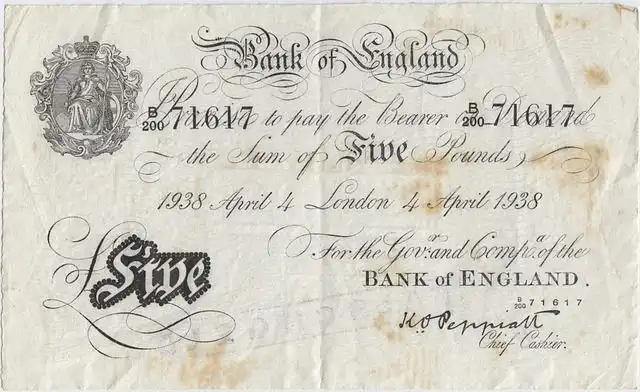 Bank of England
B/200 71617 B/200 71617
to pay the Bearer on Demand
the Sum of Five Pounds
1938 April 4 London 4 April 1938
For the Govr. and Compa. of the
BANK of ENGLAND.
B/200 71617
£Five
K.O. Peppiatt
Chief Cashier.